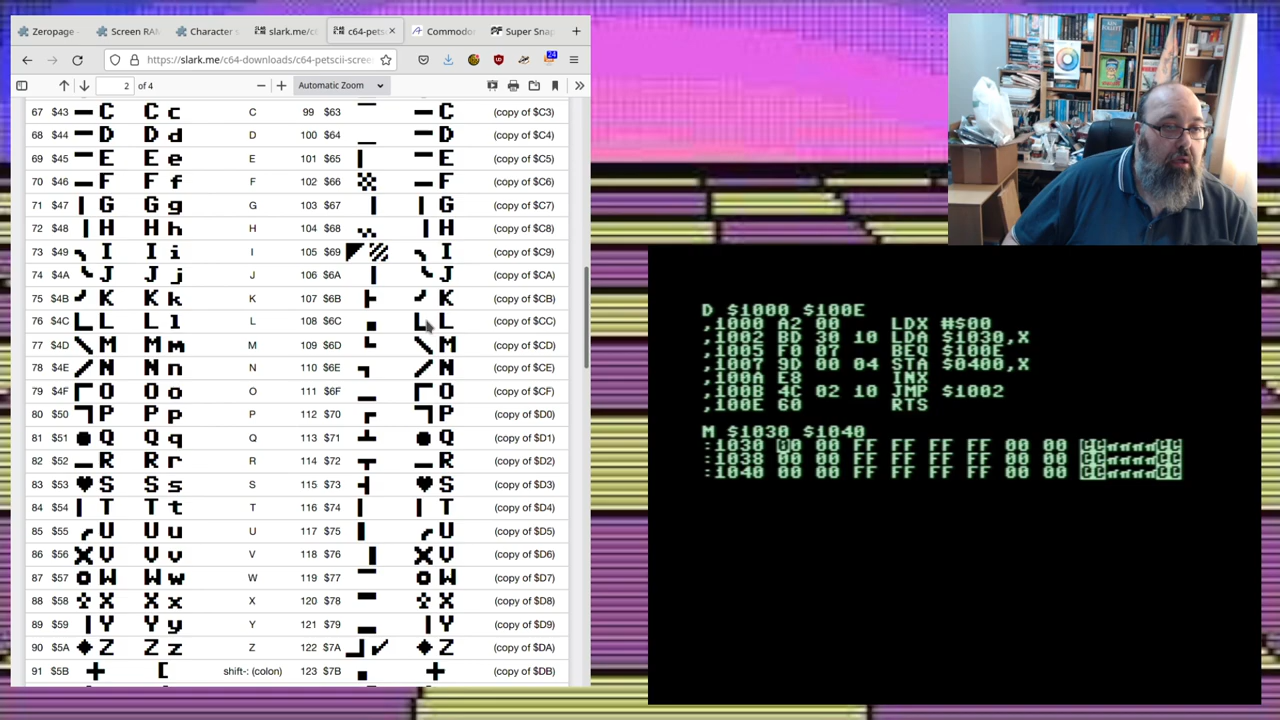 Zeropage
Screen RA
Character
slark.me/c
c64-pets
Commod
Super Snap
https://slark.me/c64-downloads/c64-petscii-scree
24
2 of 4
Automatic Zoom
67 $43 C C c C $63 C (copy of $C3)
68 $44 D D d D 100 $64 D (copy of $C4)
69 $45 E E e E 101 $65 E (copy of $C5)
70 $46 F F f F 102 $66 F (copy of $C6)
71 $47 G G g G 103 $67 G (copy of $C7)
$48 H H h H $68 H (copy of $C8)
73 $49 I I i I $69 I (copy of $C9)
74 $4A J J j J 106 $6A J (copy of $CA)
75 $4B K K k K 107 $6B K (copy of $CB)
76 $4C L L l L 108 $6C L (copy of $CC)
77 $4D M M m M 109 $6D M (copy of $CD)
$4E N N n N $6E N (copy of $CE)
79 $4F O O o O $6F O (copy of $CF)
80 $50 P P p P 112 $70 P (copy of $D0)
81 $51 Q Q q Q 113 $71 Q (copy of $D1)
$52 R R r R 114 $72 R (copy of $D2)
83 $53 S S s S 115 $73 S (copy of $D3)
84 $54 T T t T 116 $74 T (copy of $D4)
85 $55 U U u U 117 $75 U (copy of $D5)
86 $56 V V v V 118 $76 V (copy of $D6)
87 $57 W W w W 119 $77 W (copy of $D7)
88 $58 X X x X 120 $78 X (copy of $D8)
89 $59 Y Y y Y 121 $79 Y (copy of $D9)
90 $5A Z Z z Z 122 $7A Z (copy of $DA)
91 $5B [ shift-: (colon) 123 $7B (copy of $DB)
D $1000 $100E
,1000 A2 00 LDX #$00
,1002 BD 30 10 LDA $1030,X
,1005 F0 07 BEQ $100E
,1007 9D 00 04 STA $0400,X
,100A E8 INX
,100B 4C 02 10 JMP $1002
,100E 60 RTS
M $1030 $1040
:1030 00 00 FF FF FF FF 00 00 @@ππππ@@
:1038 00 00 FF FF FF FF 00 00 @@ππππ@@
:1040 00 00 FF FF FF FF 00 00 @@ππππ@@